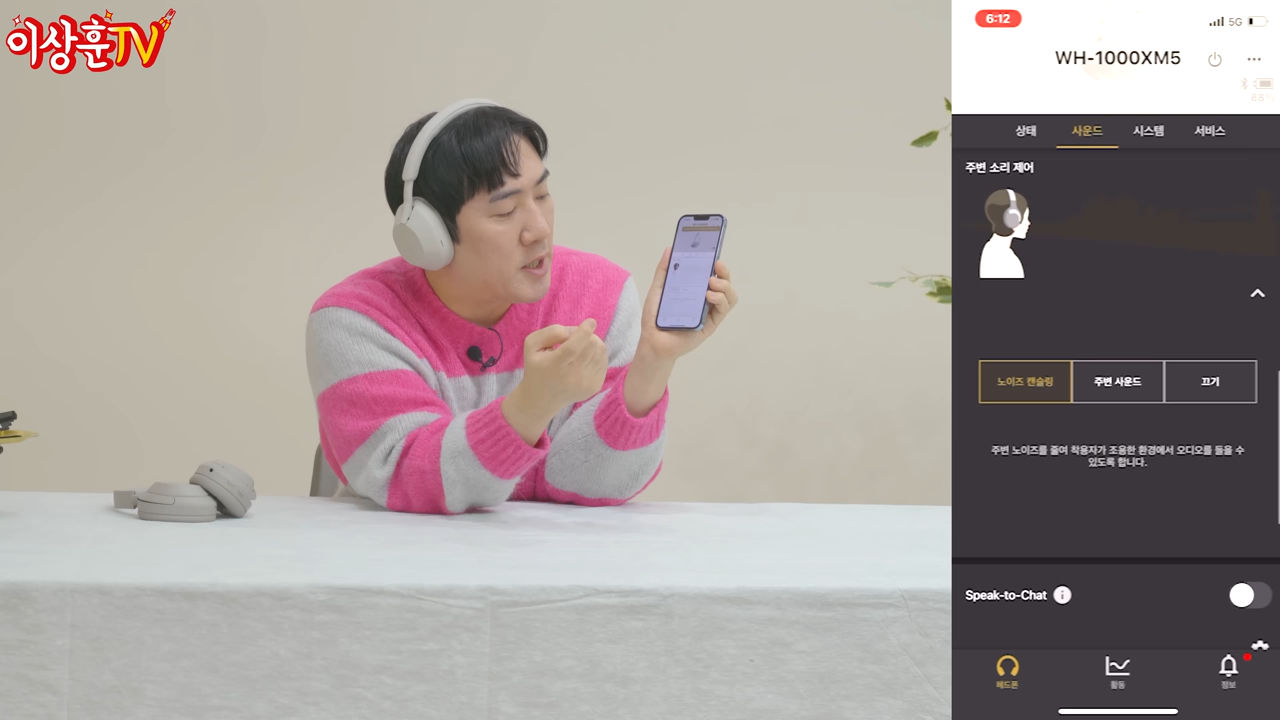 이상훈TV
6:12
5G
WH-1000XM5
88%
상태
사운드
시스템
서비스
주변 소리 제어
노이즈 캔슬링
주변 사운드
끄기
주변 노이즈를 줄여 착용자가 조용한 환경에서 오디오를 들을 수
있도록 합니다.
Speak-to-Chat
헤드폰
활동
정보